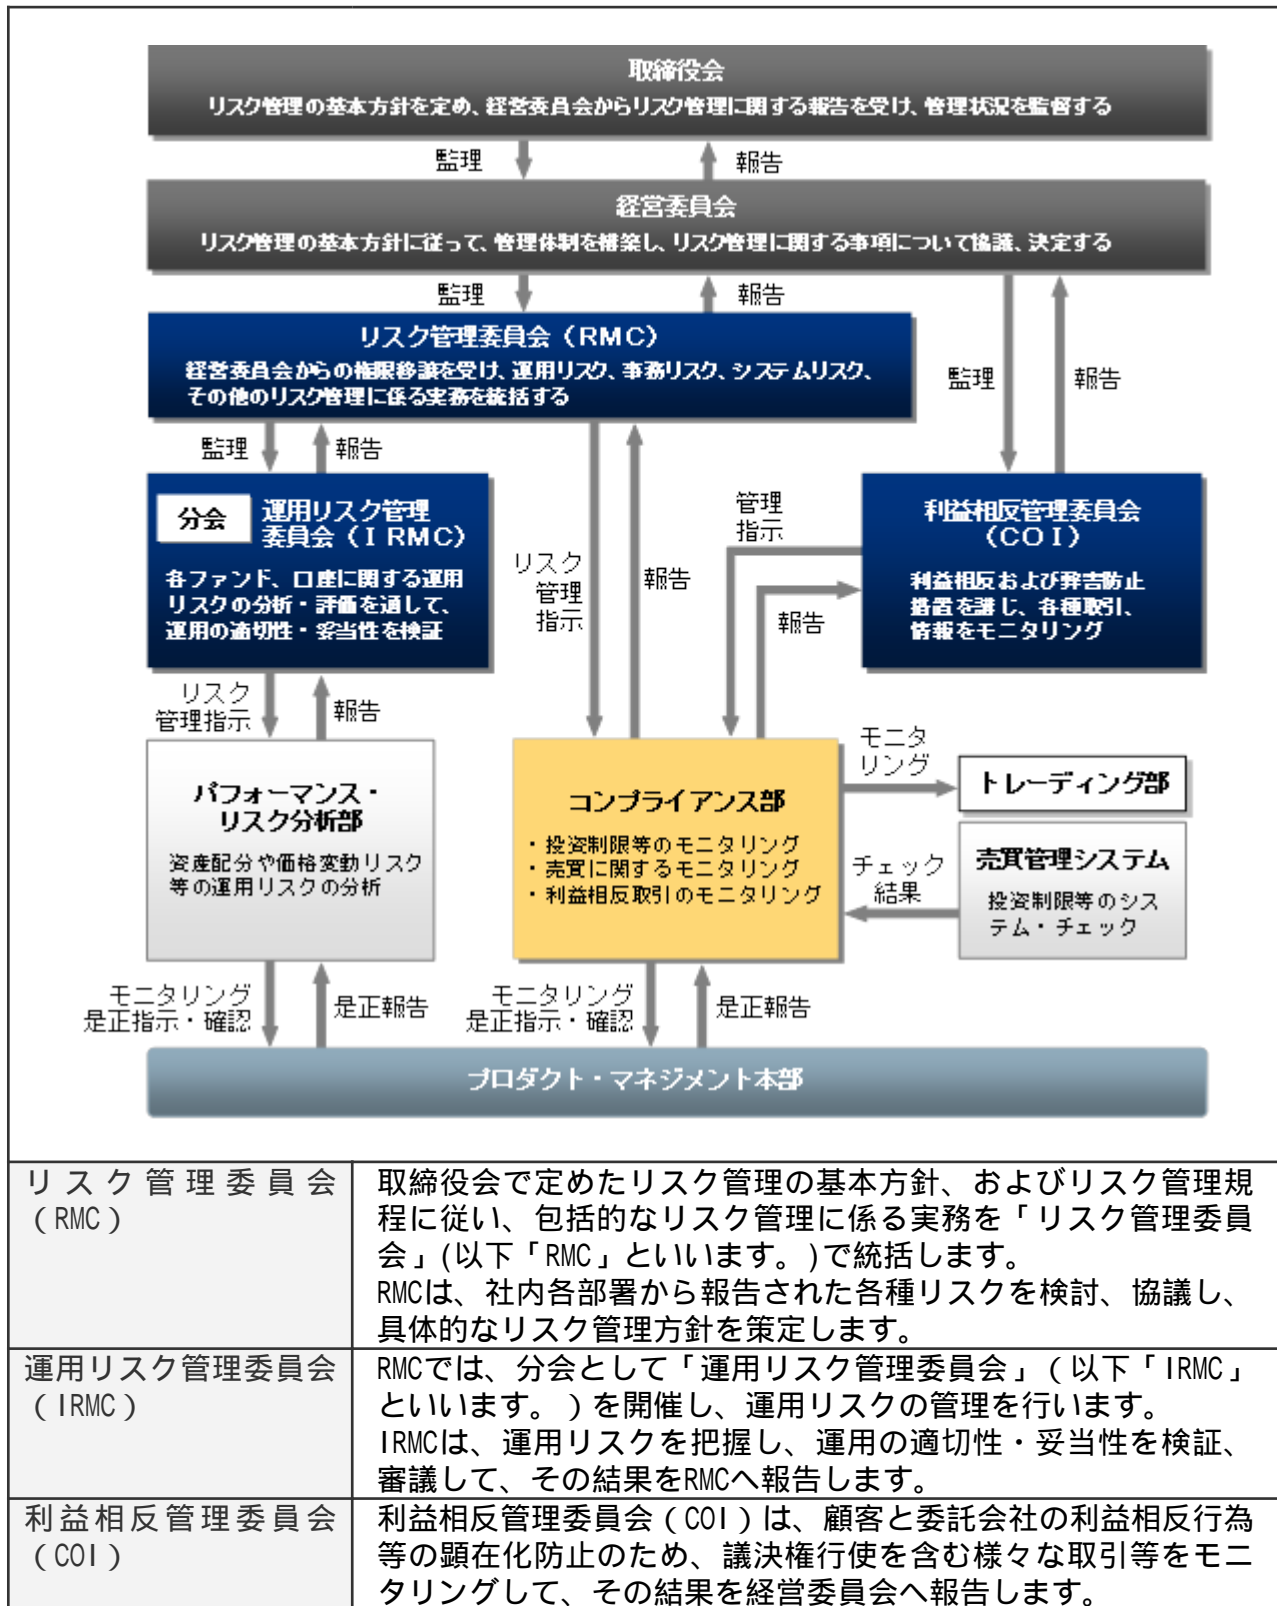 取締役会
リスク管理の基本方針を定め、経営委員会からリスク管理に関する報告を受け、管理状況を監督する
監理
報告
経営委員会
リスク管理の基本方針に従って、管理体制を構築し、リスク管理に関する事項について協議、決定する
監理
報告
リスク管理委員会（RMC）
経営委員会からの権限移譲を受け、運用リスク、事務リスク、システムリスク、
その他のリスク管理に係る実務を統括する
監理
報告
監理
報告
分会
運用リスク管理
委員会（IRMC）
各ファンド、口座に関する運用
リスクの分析・評価を通して、
運用の適切性・妥当性を検証
リスク
管理
指示
報告
管理
指示
報告
利益相反管理委員会
（COI）
利益相反および弊害防止
措置を講じ、各種取引、
情報をモニタリング
リスク
管理指示
報告
パフォーマンス・
リスク分析部
資産配分や価格変動リスク
等の運用リスクの分析
コンプライアンス部
・投資制限等のモニタリング
・売買に関するモニタリング
・利益相反取引のモニタリング
モニタ
リング
トレーディング部
チェック
結果
売買管理システム
投資制限等のシス
テム・チェック
モニタリング
是正指示・確認
是正報告
モニタリング
是正指示・確認
是正報告
プロダクト・マネジメント本部
リスク管理委員会
（RMC）
取締役会で定めたリスク管理の基本方針、およびリスク管理規
程に従い、包括的なリスク管理に係る実務を「リスク管理委員
会」(以下「RMC」といいます。)で統括します。
RMCは、社内各部署から報告された各種リスクを検討、協議し、
具体的なリスク管理方針を策定します。
運用リスク管理委員会
（IRMC）
RMCでは、分会として「運用リスク管理委員会」（以下「IRMC」
といいます。）を開催し、運用リスクの管理を行います。
IRMCは、運用リスクを把握し、運用の適切性・妥当性を検証、
審議して、その結果をRMCへ報告します。
利益相反管理委員会
（COI）
利益相反管理委員会（COI）は、顧客と委託会社の利益相反行為
等の顕在化防止のため、議決権行使を含む様々な取引等をモニ
タリングして、その結果を経営委員会へ報告します。